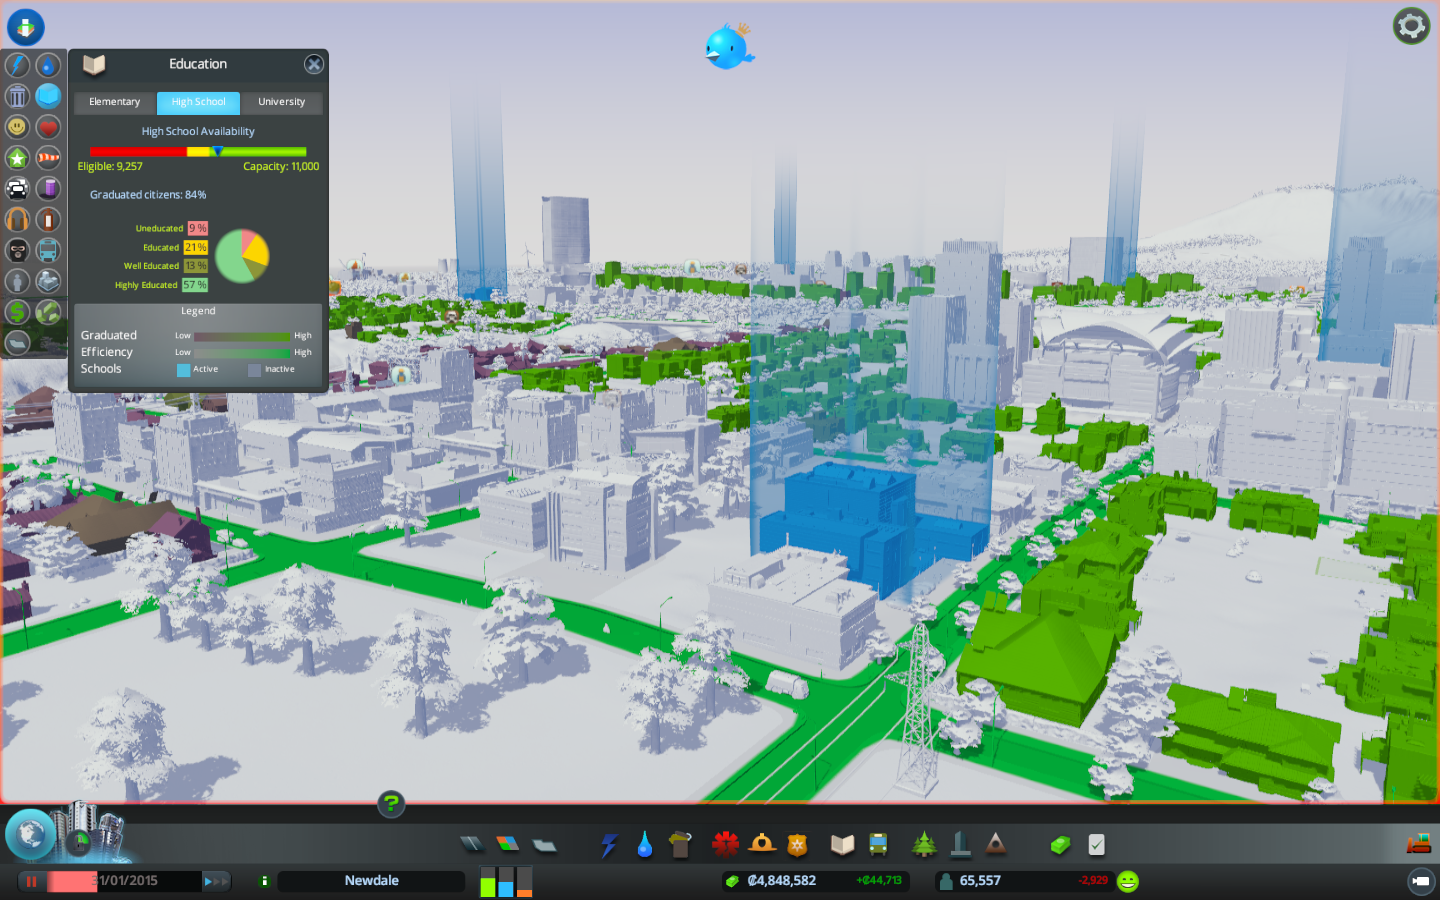 Education
Elementary
High School
University
High School Availability
Eligible: 9,257
Capacity: 11,000
Graduated citizens: 84%
Uneducated 9 %
Educated 21 %
Well Educated 13 %
Highly Educated 57 %
Legend
Graduated Low High
Efficiency Low High
Schools Active Inactive
?
31/01/2015
Newdale
₡4,848,582
+₡44,713
65,557
-2,929